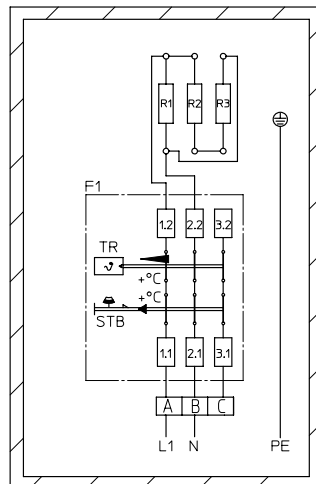 R1 R2 R3
F1
1.2 2.2 3.2
TR
ϑ
+°C
+°C
STB
1.1 2.1 3.1
A B C
L1 N PE